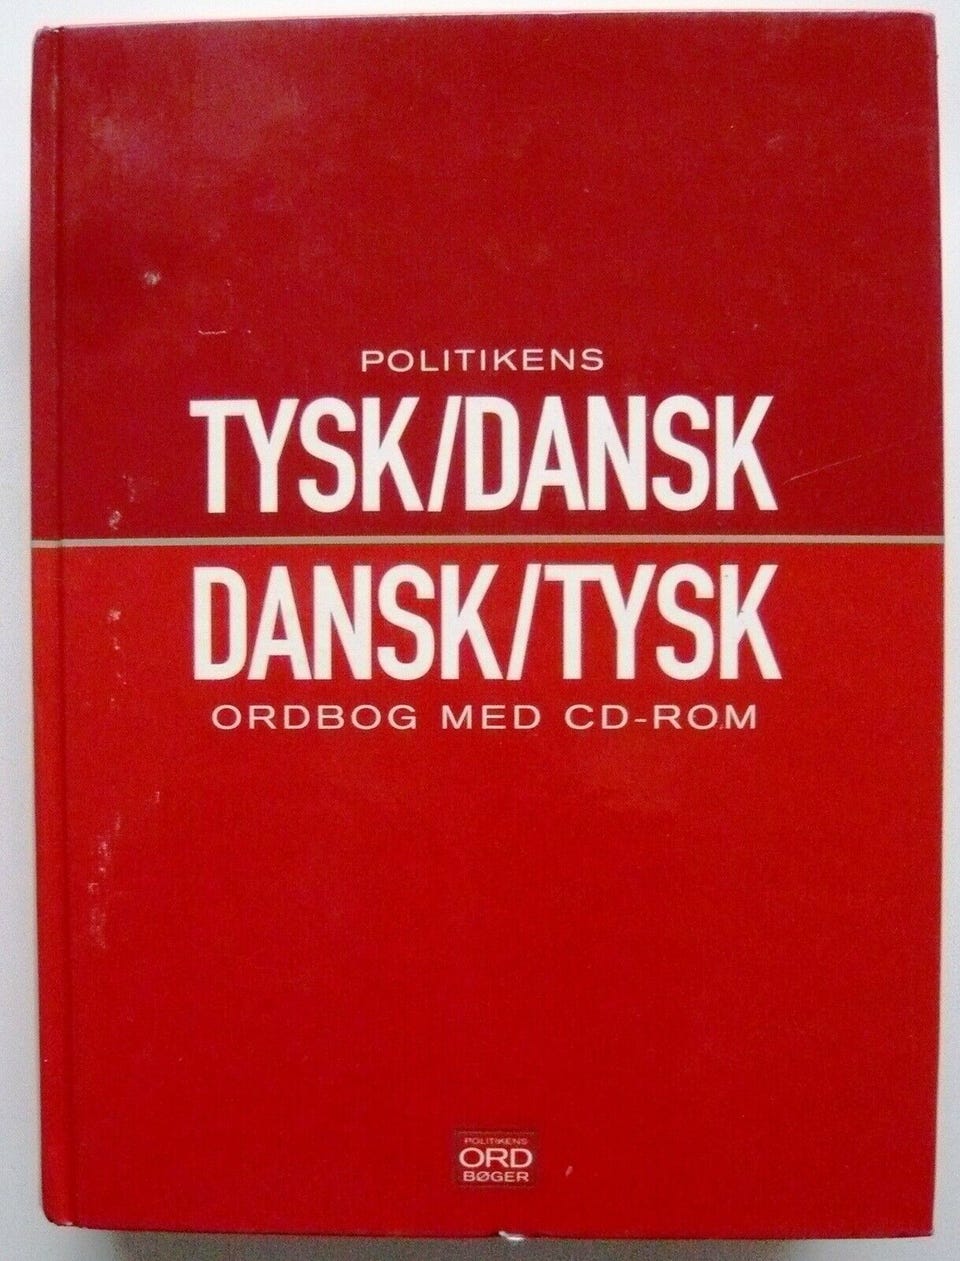 POLITIKENS
TYSK/DANSK
DANSK/TYSK
ORDBOG MED CD-ROM
POLITIKENS
ORD
BØGER